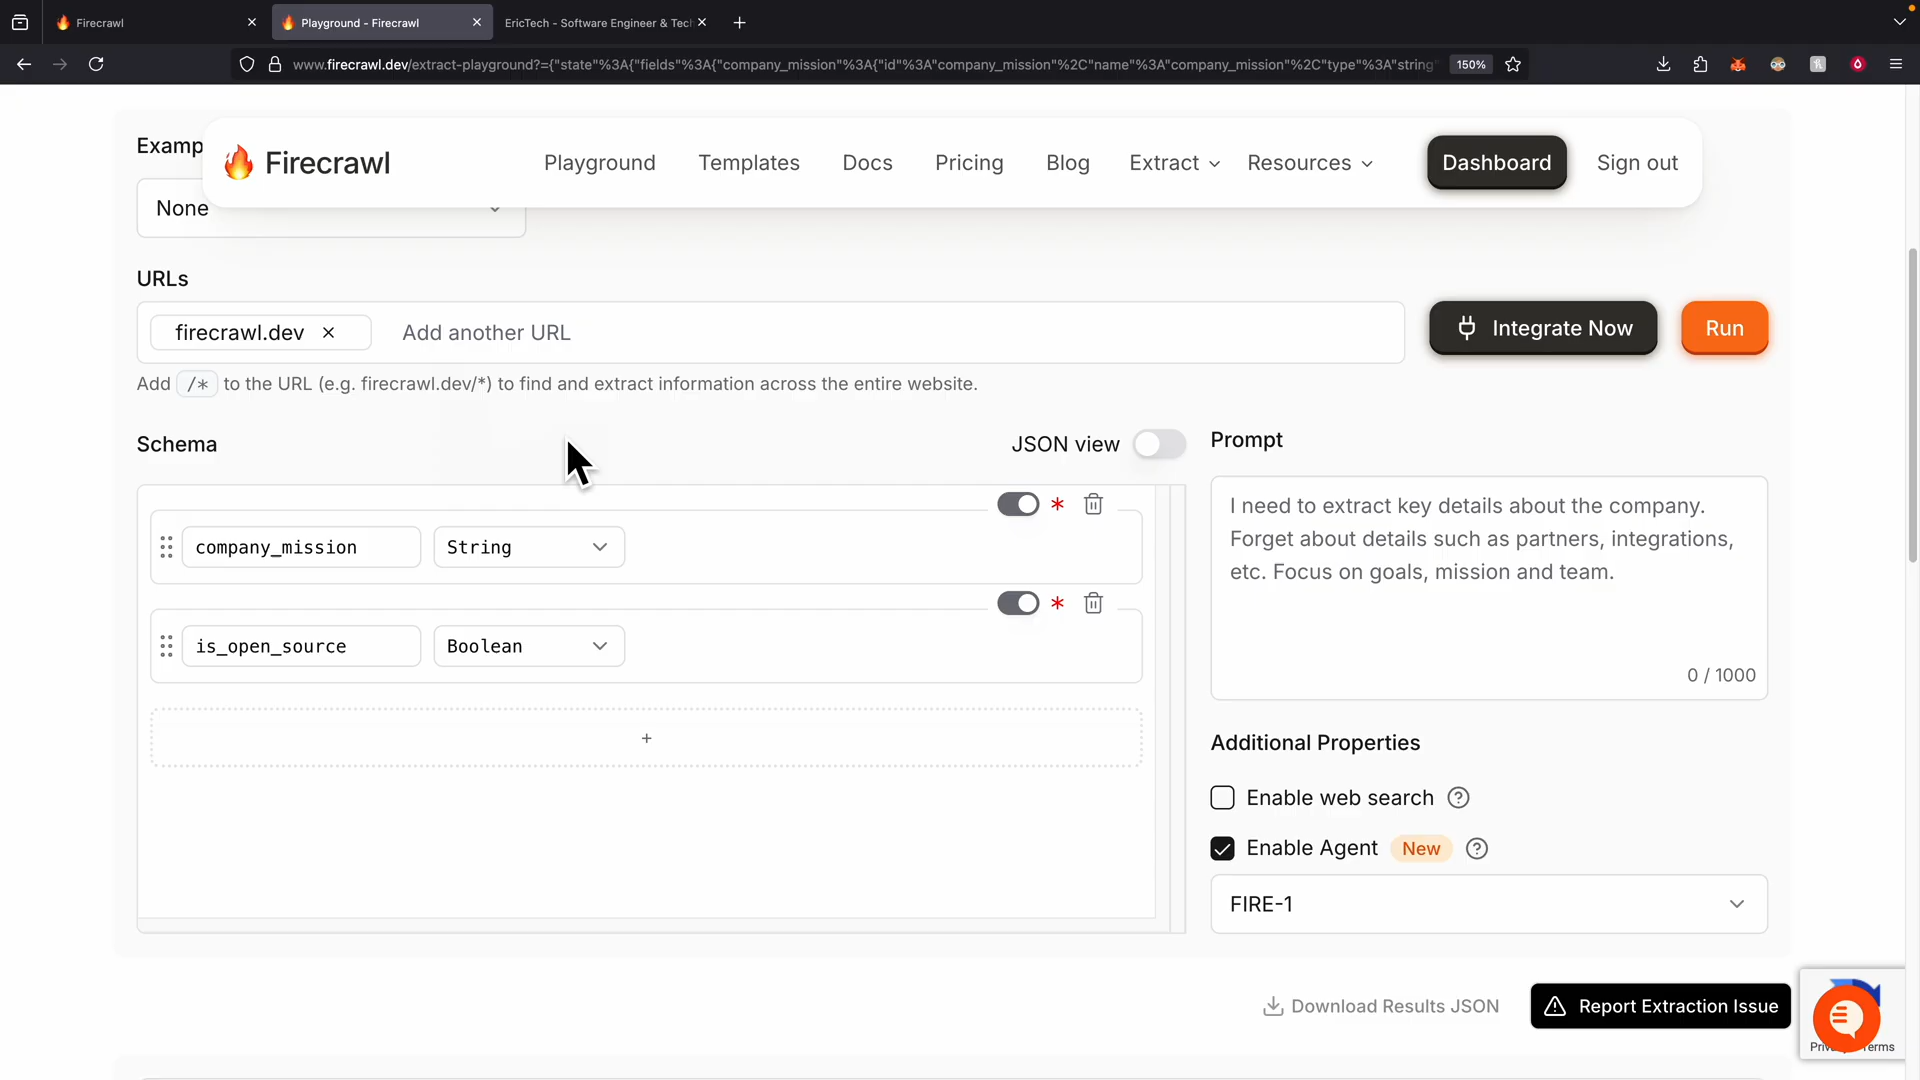 Firecrawl
Playground - Firecrawl
EricTech - Software Engineer & Tec
www.firecrawl.dev/extract-playground?={"state"%3A{"fields"%3A{"company_mission"%3A{"id"%3A"company_mission"%2C"name"%3A"company_mission"%2C"type"%3A"string"
150%
Examp
Firecrawl
Playground
Templates
Docs
Pricing
Blog
Extract
Resources
Dashboard
Sign out
None
URLs
firecrawl.dev
Add another URL
Integrate Now
Run
Add /* to the URL (e.g. firecrawl.dev/*) to find and extract information across the entire website.
Schema
JSON view
company_mission
String
*
is_open_source
Boolean
*
+
Prompt
I need to extract key details about the company.
Forget about details such as partners, integrations,
etc. Focus on goals, mission and team.
0 / 1000
Additional Properties
Enable web search
Enable Agent
New
FIRE-1
Download Results JSON
Report Extraction Issue